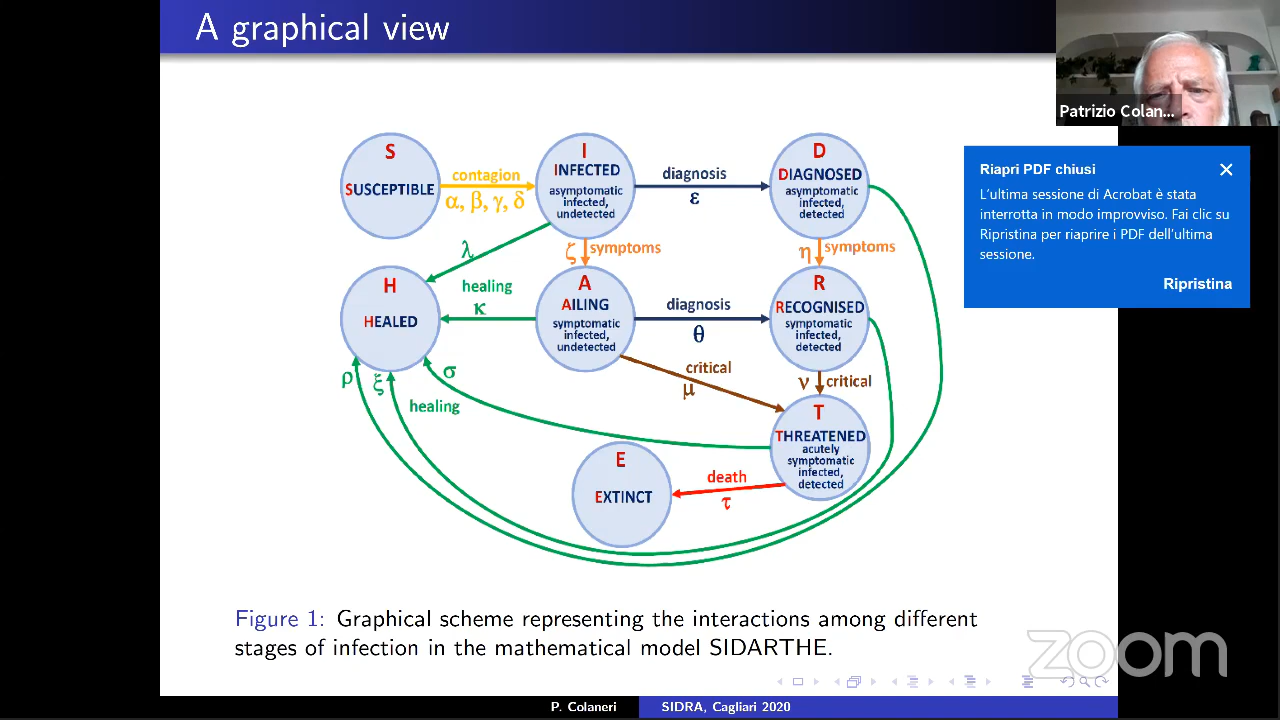 A graphical view
Patrizio Colan...
Riapri PDF chiusi
L'ultima sessione di Acrobat è stata
interrotta in modo improvviso. Fai clic su
Ripristina per riaprire i PDF dell'ultima
sessione.
Ripristina
S
SUSCEPTIBLE
contagion
α, β, γ, δ
I
INFECTED
asymptomatic
infected,
undetected
diagnosis
ε
D
DIAGNOSED
asymptomatic
infected,
detected
λ
ζ symptoms
η symptoms
H
HEALED
healing
κ
A
AILING
symptomatic
infected,
undetected
diagnosis
θ
R
RECOGNISED
symptomatic
infected,
detected
ρ
ξ
σ
healing
critical
μ
ν critical
T
THREATENED
acutely
symptomatic
infected,
detected
E
EXTINCT
death
τ
Figure 1: Graphical scheme representing the interactions among different
stages of infection in the mathematical model SIDARTHE.
zoom
P. Colaneri
SIDRA, Cagliari 2020